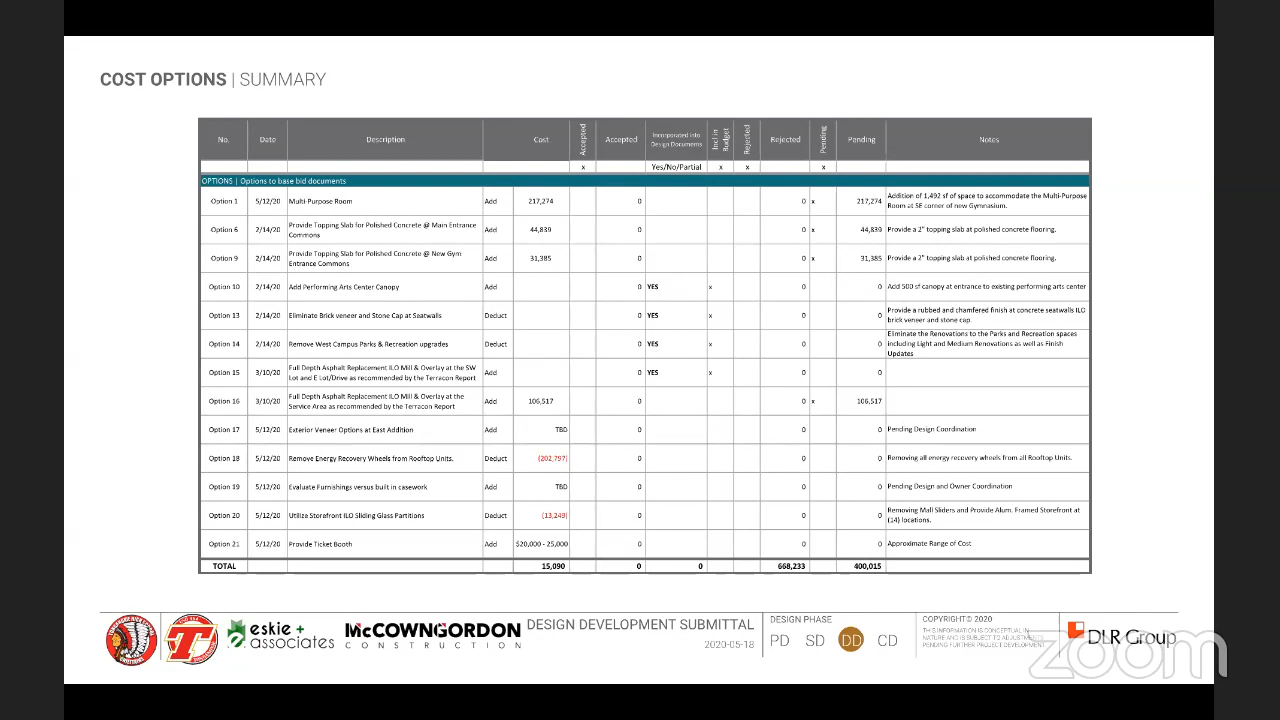 COST OPTIONS | SUMMARY
No. Date Description Cost Accepted Accepted Incorporated into Design Documents Incl in Budget Rejected Rejected Pending Pending Notes
x Yes/No/Partial x x x
OPTIONS | Options to base bid documents
Option 1 5/12/20 Multi-Purpose Room Add 217,274 0 x 217,274 Addition of 1,492 sf of space to accommodate the Multi-Purpose
Room at SE corner of new Gymnasium.
Option 6 2/14/20 Provide Topping Slab for Polished Concrete @ Main Entrance
Commons Add 44,839 0 0 x 44,839 Provide a 2" topping slab at polished concrete flooring.
Option 9 2/14/20 Provide Topping Slab for Polished Concrete @ New Gym
Entrance Commons Add 31,385 0 0 x 31,385 Provide a 2" topping slab at polished concrete flooring.
Option 10 2/14/20 Add Performing Arts Center Canopy Add 0 YES x 0 0 Add 500 sf canopy at entrance to existing performing arts center
Option 13 2/14/20 Eliminate Brick veneer and Stone Cap at Seatwalls Deduct 0 YES x 0 0 Provide a rubbed and chamfered finish at concrete seatwalls ILO
brick veneer and stone cap.
Option 14 2/14/20 Remove West Campus Parks & Recreation upgrades Deduct 0 YES x 0 0 Eliminate the Renovations to the Parks and Recreation spaces
including Light and Medium Renovations as well as Finish
Updates
Option 15 3/10/20 Full Depth Asphalt Replacement ILO Mill & Overlay at the SW
Lot and E Lot/Drive as recommended by the Terracon Report Add 0 YES x 0 0
Option 16 3/10/20 Full Depth Asphalt Replacement ILO Mill & Overlay at the
Service Area as recommended by the Terracon Report Add 106,517 0 0 x 106,517
Option 17 5/12/20 Exterior Veneer Options at East Addition Add TBD 0 0 0 Pending Design Coordination
Option 18 5/12/20 Remove Energy Recovery Wheels from Rooftop Units. Deduct (202,797) 0 0 0 Removing all energy recovery wheels from all Rooftop Units.
Option 19 5/12/20 Evaluate Furnishings versus built in casework Add TBD 0 0 0 Pending Design and Owner Coordination
Option 20 5/12/20 Utilize Storefront ILO Sliding Glass Partitions Deduct 0 0 0 Removing Mall Sliders and Provide Alum. Framed Storefront at
(14) locations.
Option 21 5/12/20 Provide Ticket Booth Add $20,000 - 25,000 0 0 0 Approximate Range of Cost
TOTAL 15,090 0 0 668,233 400,015
eskie +
associates
McCOWNGORDON
CONSTRUCTION
DESIGN DEVELOPMENT SUBMITTAL
2020-05-18
DESIGN PHASE
PD SD DD CD
COPYRIGHT© 2020
THIS INFORMATION IS CONCEPTUAL IN
NATURE AND IS SUBJECT TO ADJUSTMENTS
PENDING FURTHER PROJECT DEVELOPMENT.
DLR Group
zoom